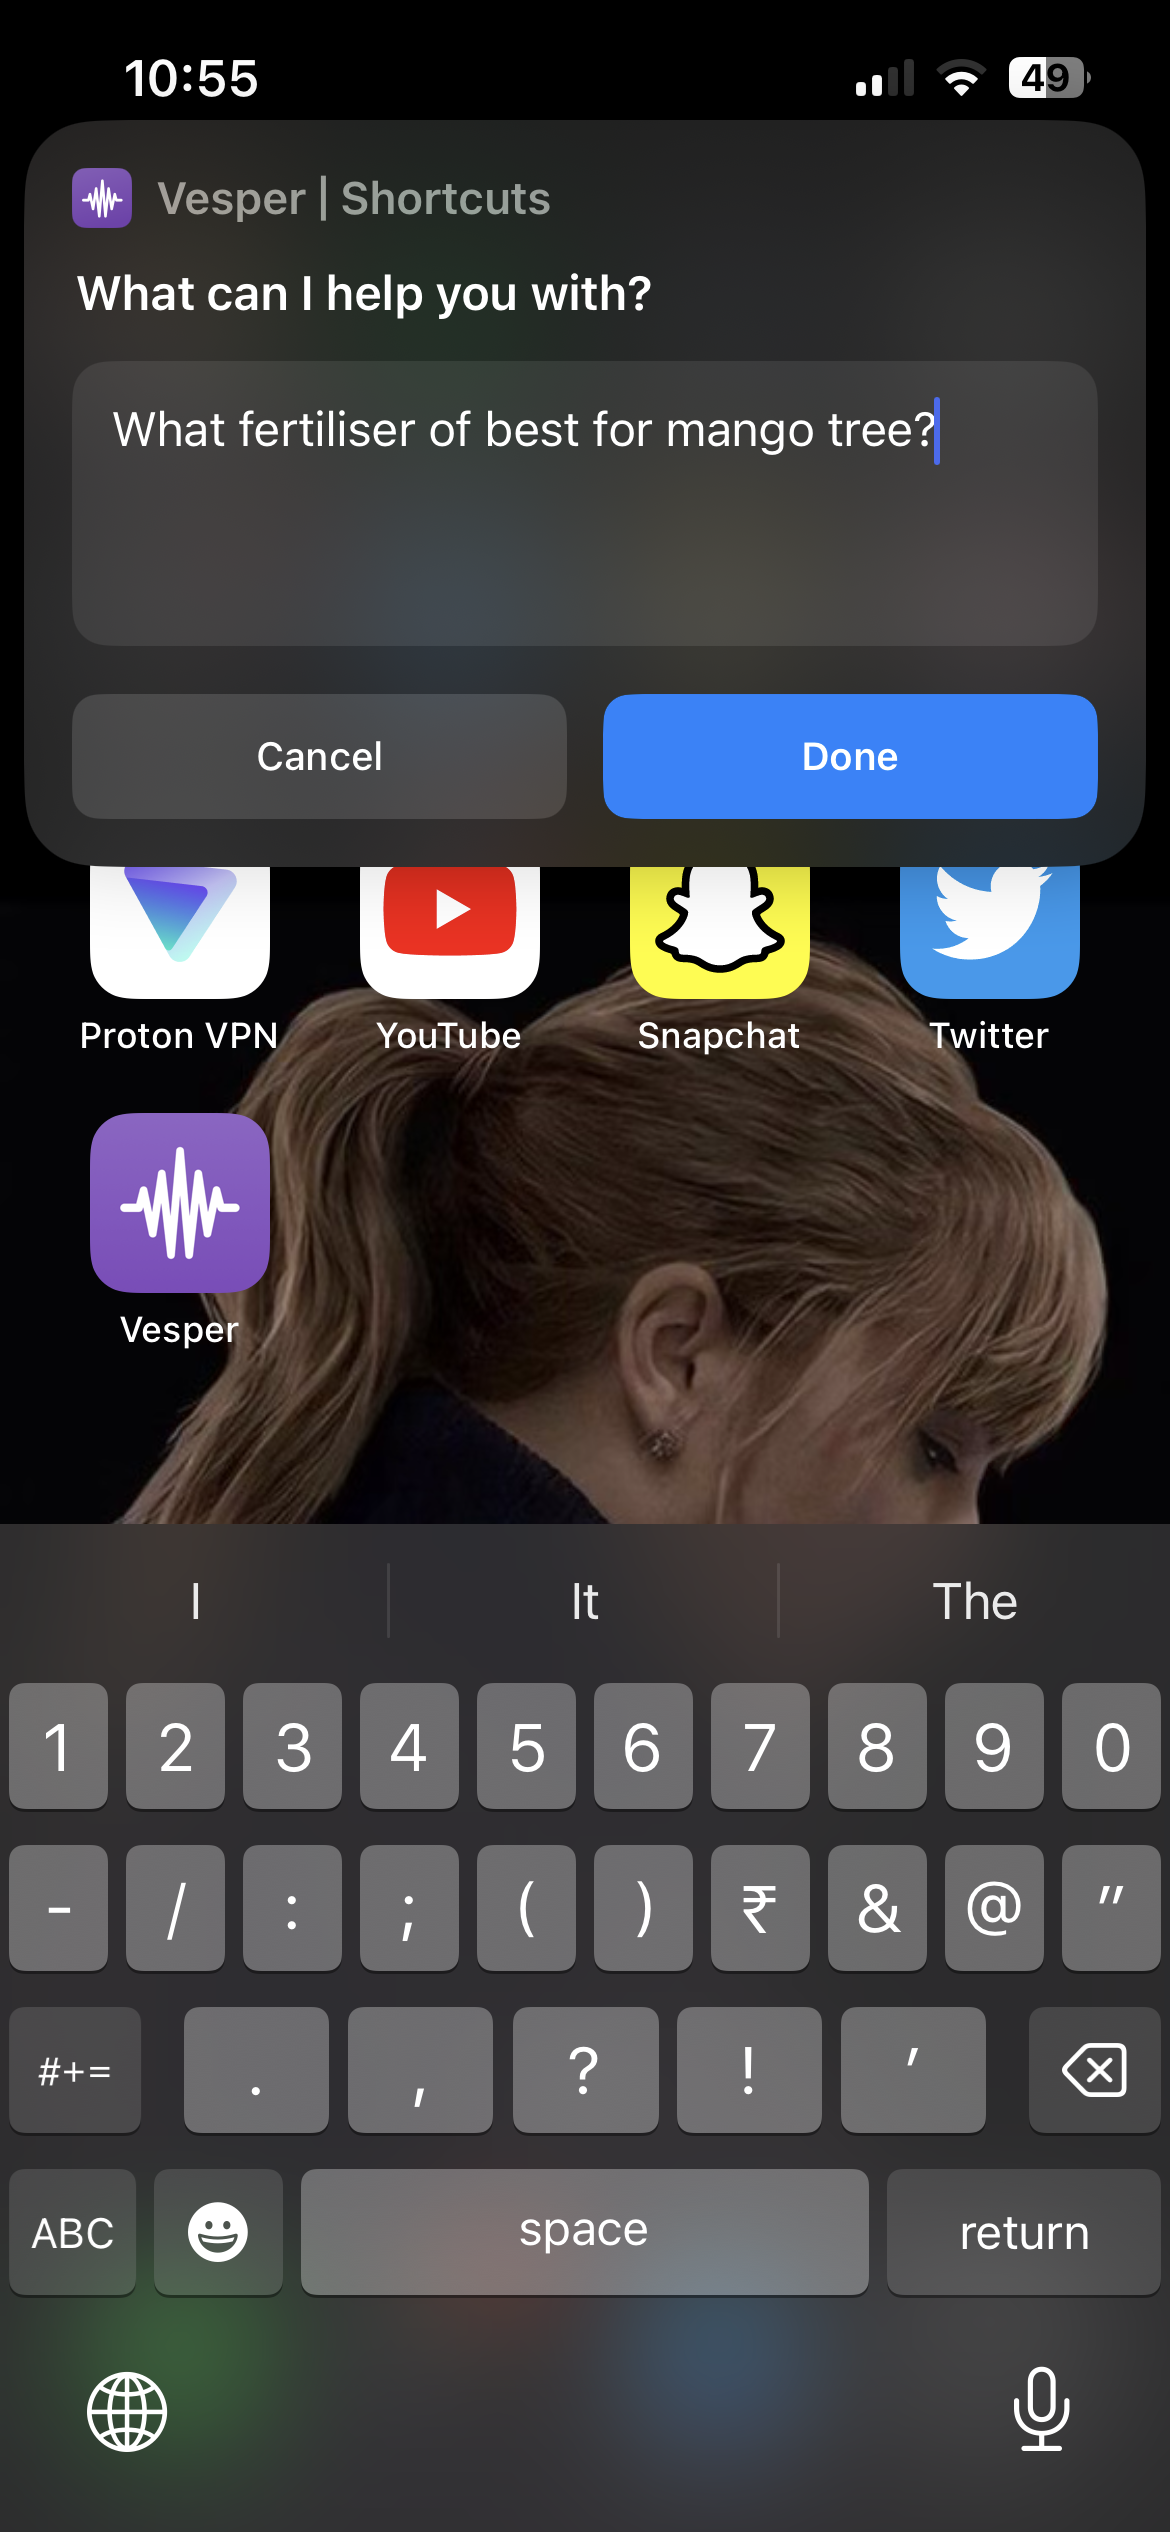 10:55
49
Vesper | Shortcuts
What can I help you with?
What fertiliser of best for mango tree?
Cancel
Done
Proton VPN
YouTube
Snapchat
Twitter
Vesper
I
It
The
1 2 3 4 5 6 7 8 9 0
- / : ; ( ) ₹ & @ "
#+= . , ? ! '
ABC
space
return